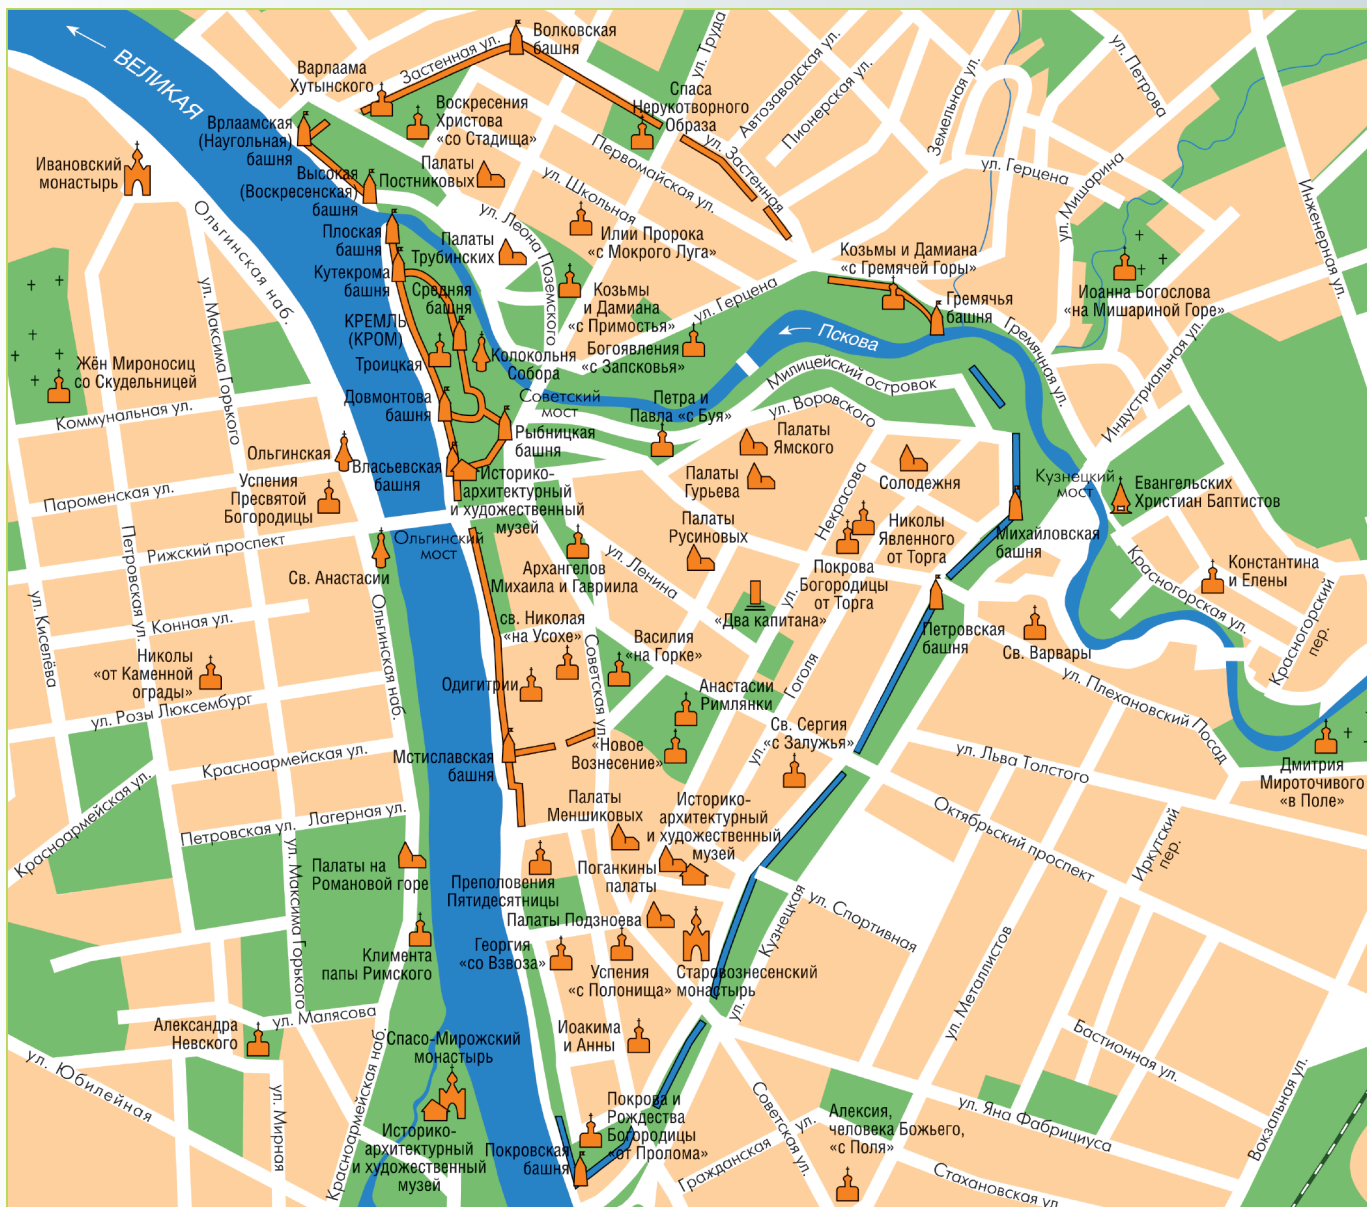 ВЕЛИКАЯ
Застенная ул.
Волковская
башня
ул. Труда
Автозаводская ул.
Пионерская ул.
Земельная ул.
ул. Петрова
Варлаама
Хутынского
Воскресения
Христова
«со Стадища»
Спаса
Нерукотворного
Образа
Врлаамская
(Наугольная)
башня
Ивановский
монастырь
Высокая
(Воскресенская)
башня
Палаты
Постниковых
Первомайская ул.
ул. Школьная
ул. Застенная
ул. Герцена
ул. Мишарина
Инженерная ул.
Ольгинская наб.
Плоская
башня
Палаты
Трубинских
ул. Леона Поземского
Илии Пророка
«с Мокрого Луга»
Козьмы и Дамиана
«с Гремячей Горы»
Кутекрома
башня
Средняя
башня
Козьмы
и Дамиана
«с Примостья»
ул. Герцена
Гремячья
башня
Иоанна Богослова
«на Мишариной Горе»
ул. Максима Горького
КРЕМЛЬ
(КРОМ)
Троицкая
Колокольня
Собора
Богоявления
«с Запсковья»
Пскова
Гремячная ул.
Индустриальная ул.
Жён Мироносиц
со Скудельницей
Милицейский островок
Коммунальная ул.
Довмонтова
башня
Советский
мост
Петра и
Павла «с Буя»
ул. Воровского
Палаты
Ямского
Рыбницкая
башня
Ольгинская
Власьевская
башня
Историко-
архитектурный
и художественный
музей
Палаты
Гурьева
Солодежня
Некрасова
ул.
Кузнецкий
мост
Евангельских
Христиан Баптистов
Пароменская ул.
Успения
Пресвятой
Богородицы
Палаты
Русиновых
Николы
Явленного
от Торга
Михайловская
башня
Рижский проспект
Ольгинский
мост
Св. Анастасии
Архангелов
Михаила и Гавриила
ул. Ленина
Покрова
Богородицы
от Торга
Красногорская ул.
Константина
и Елены
Петровская ул.
ул. Киселёва
Конная ул.
Ольгинская наб.
св. Николая
«на Усохе»
«Два капитана»
Петровская
башня
Св. Варвары
Красногорский
пер.
Николы
«от Каменной
ограды»
Одигитрии
Советская ул.
Василия
«на Горке»
Анастасии
Римлянки
Гоголя
ул.
ул. Плехановский Посад
ул. Розы Люксембург
Св. Сергия
«с Залужья»
Красноармейская ул.
Красноармейская ул.
Мстиславская
башня
«Новое
Вознесение»
ул. Льва Толстого
Дмитрия
Мироточивого
«в Поле»
Палаты
Меншиковых
Историко-
архитектурный
и художественный
музей
Октябрьский проспект
Иркутский
пер.
Петровская ул.
Лагерная ул.
ул. Максима Горького
Палаты на
Романовой горе
Преполовения
Пятидесятницы
Поганкины
палаты
Палаты Подзноева
ул. Спортивная
Кузнецкая
ул.
Климента
папы Римского
Георгия
«со Взвоза»
Успения
«с Полонища»
Старовознесенский
монастырь
ул. Металлистов
Александра
Невского
ул. Малясова
Спасо-Мирожский
монастырь
Иоакима
и Анны
Бастионная ул.
ул. Юбилейная
ул. Мирная
Красноармейская наб.
Историко-
архитектурный
и художественный
музей
Покровская
башня
Покрова и
Рождества
Богородицы
«от Пролома»
Советская ул.
Гражданская ул.
Алексия,
человека Божьего,
«с Поля»
ул. Яна Фабрициуса
Стахановская ул.
Вокзальная ул.